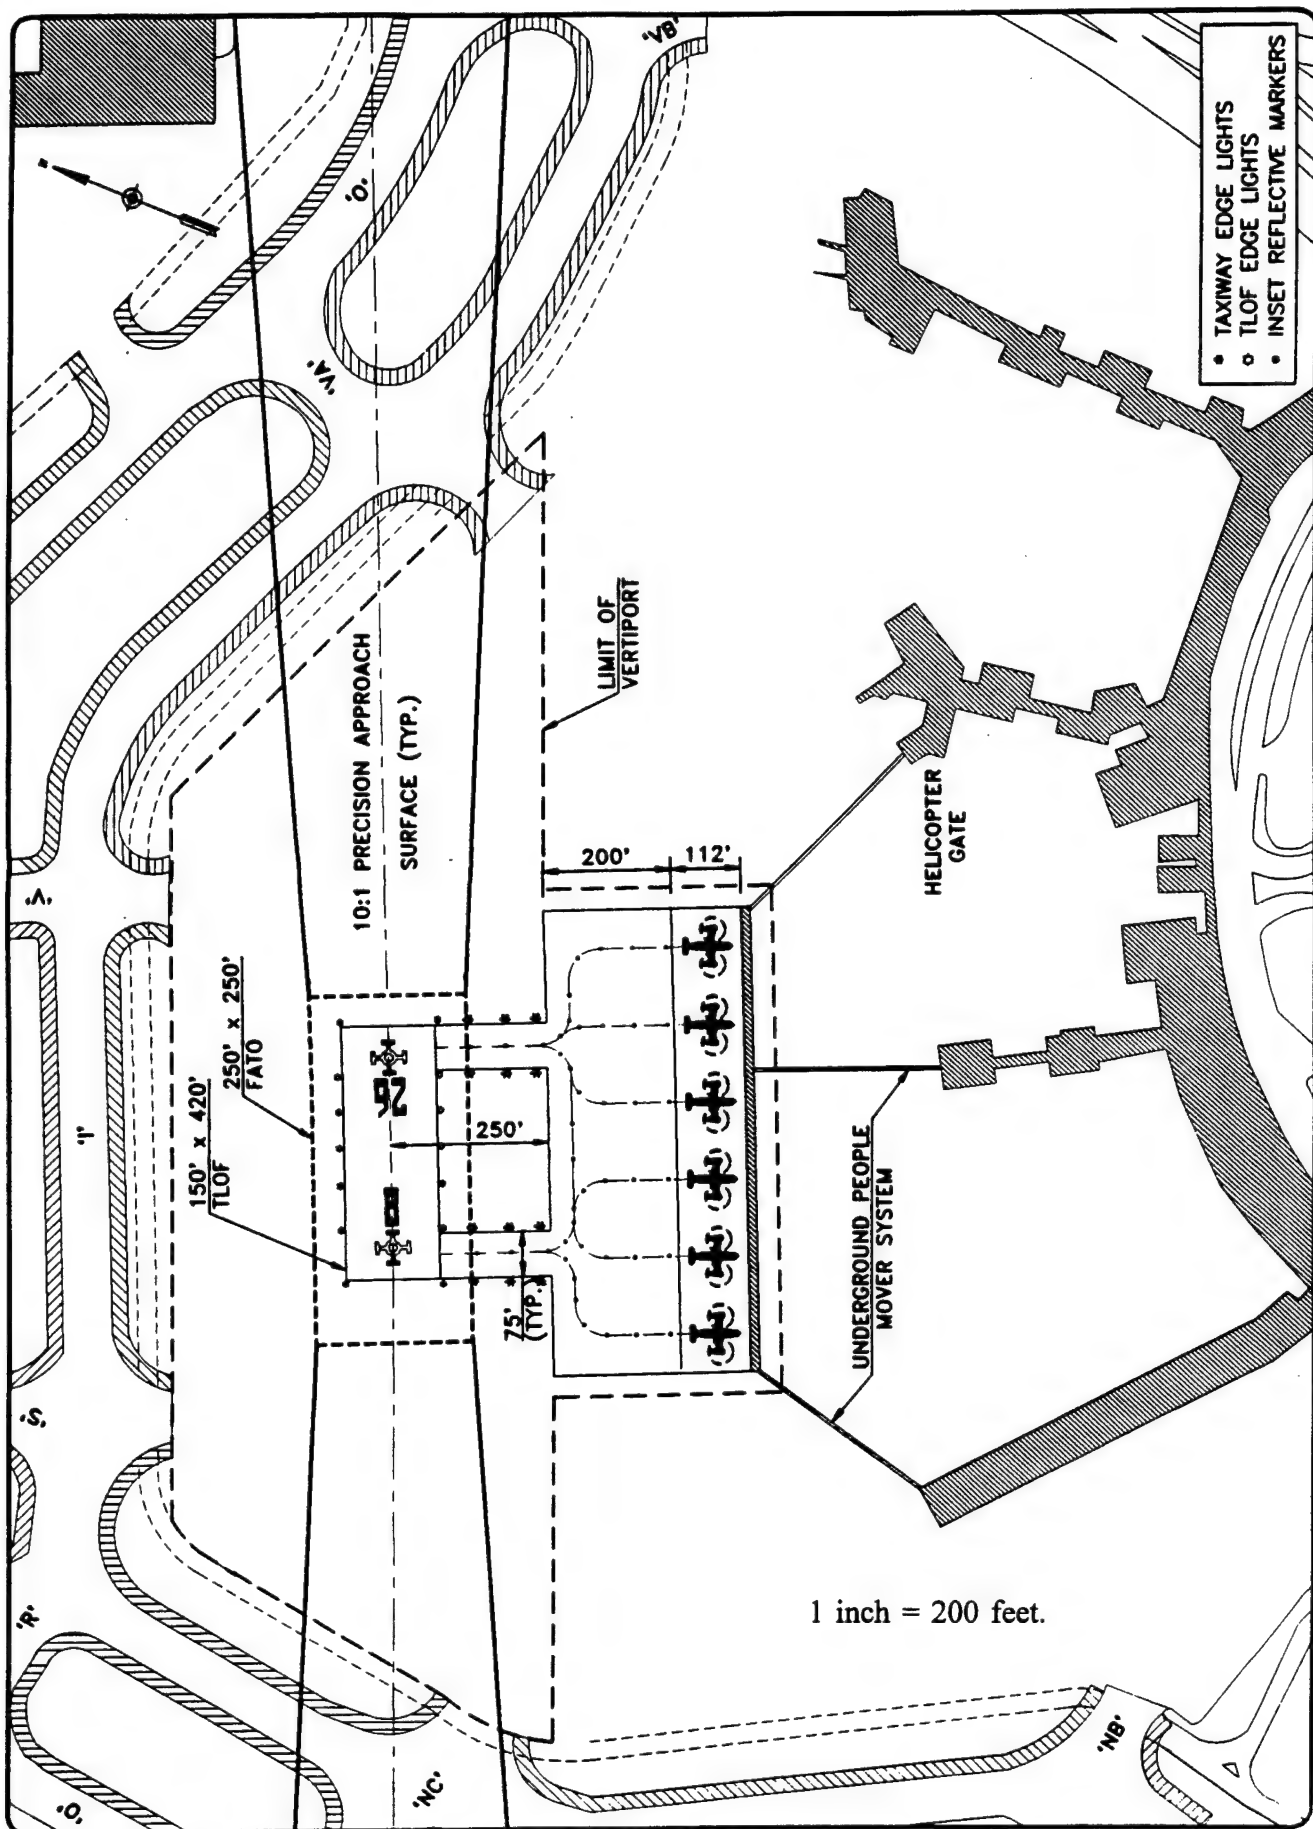 * TAXIWAY EDGE LIGHTS
○ TLOF EDGE LIGHTS
• INSET REFLECTIVE MARKERS
'O'
'R'
'S'
'I'
'V'
'VA'
'O'
'VB'
'NC'
'NB'
150' x 420'
TLOF
250' x 250'
FATO
10:1 PRECISION APPROACH
SURFACE (TYP.)
LIMIT OF
VERTIPORT
26
250'
75'
(TYP.)
200'
112'
HELICOPTER
GATE
UNDERGROUND PEOPLE
MOVER SYSTEM
1 inch = 200 feet.